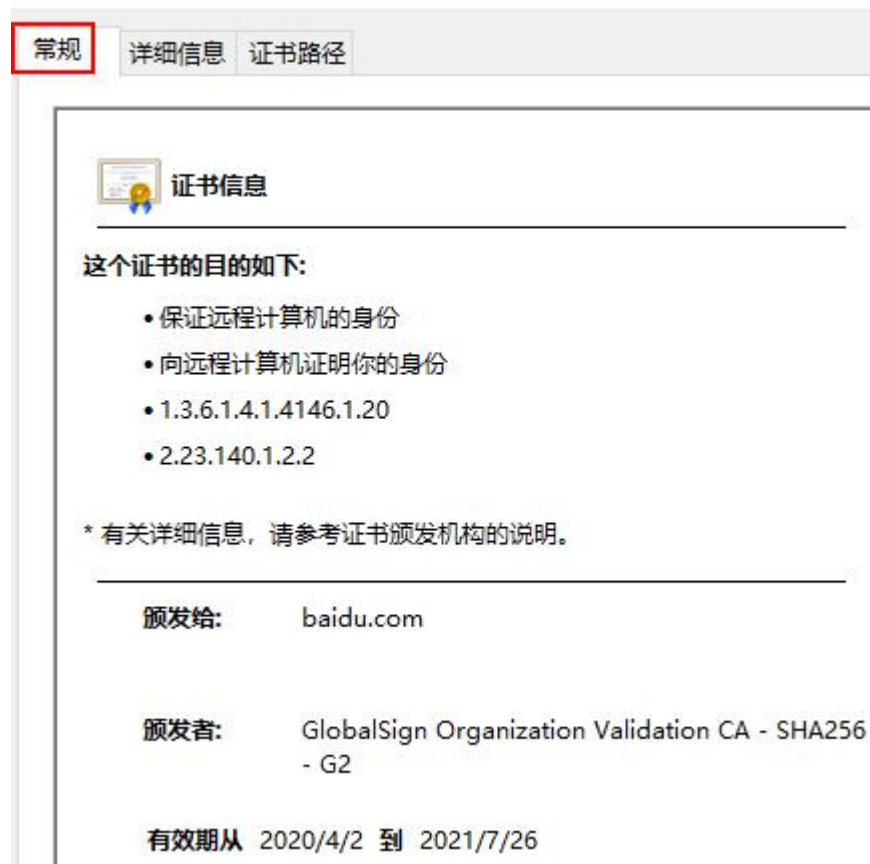 常规 详细信息 证书路径
证书信息
这个证书的目的如下:
• 保证远程计算机的身份
• 向远程计算机证明你的身份
• 1.3.6.1.4.1.4146.1.20
• 2.23.140.1.2.2
* 有关详细信息，请参考证书颁发机构的说明。
颁发给: baidu.com
颁发者: GlobalSign Organization Validation CA - SHA256
- G2
有效期从 2020/4/2 到 2021/7/26